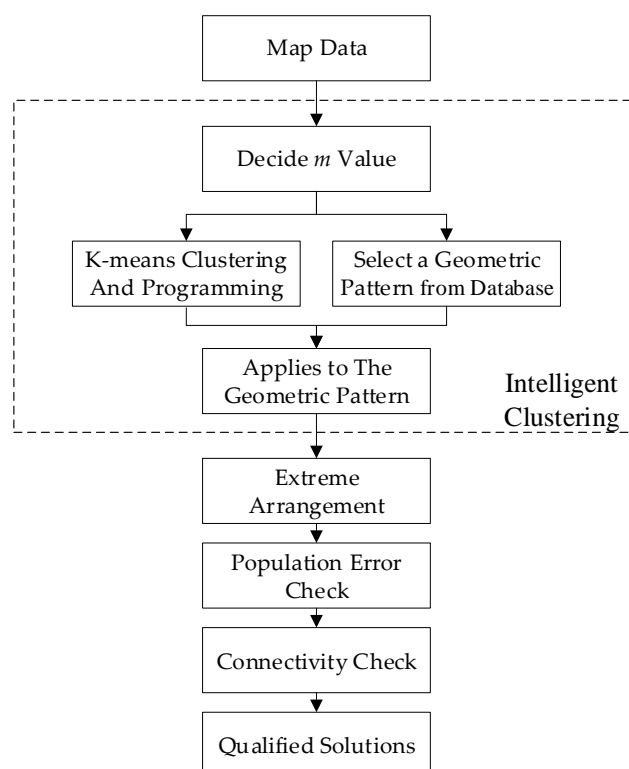 Map Data
Decide m Value
K-means Clustering
And Programming
Select a Geometric
Pattern from Database
Applies to The
Geometric Pattern
Intelligent
Clustering
Extreme
Arrangement
Population Error
Check
Connectivity Check
Qualified Solutions